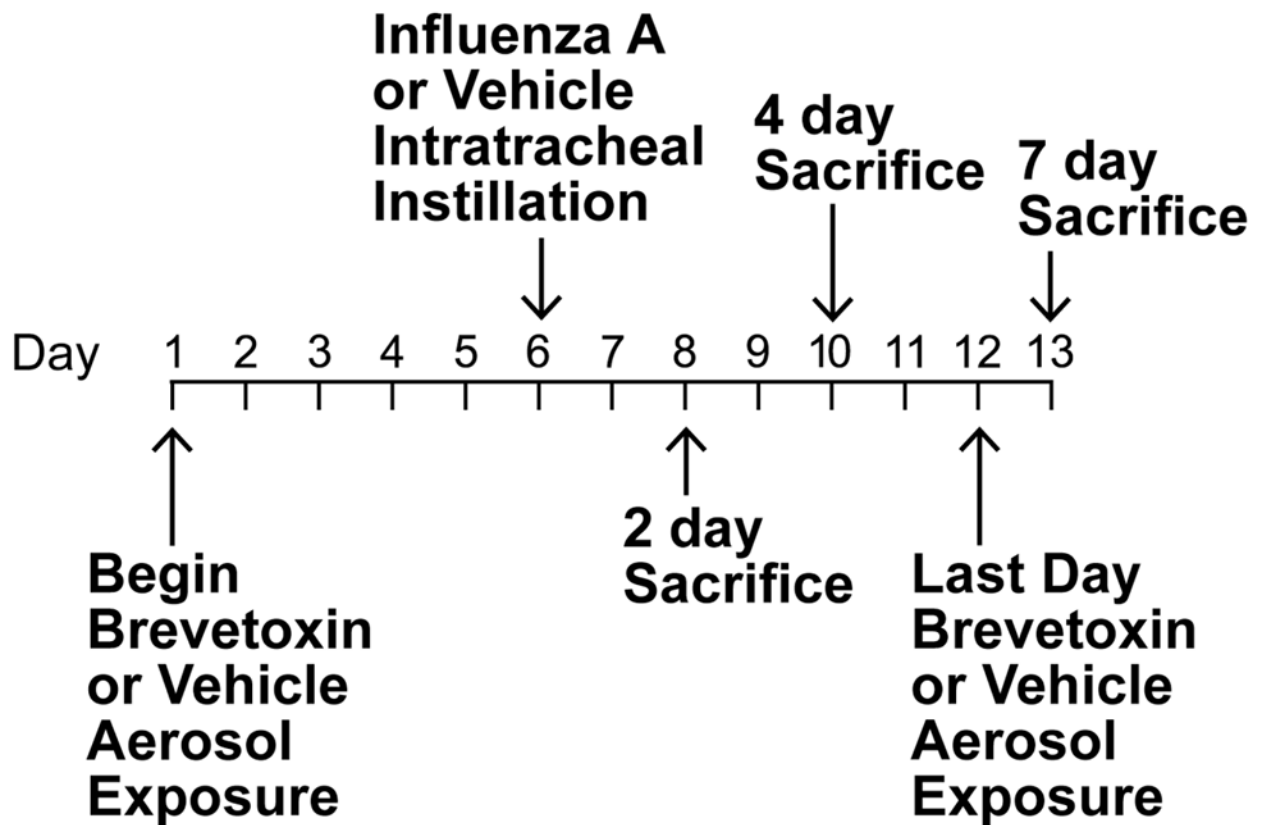 Influenza A
or Vehicle
Intratracheal
Instillation
4 day
Sacrifice
7 day
Sacrifice
Day 1 2 3 4 5 6 7 8 9 10 11 12 13
Begin
Brevetoxin
or Vehicle
Aerosol
Exposure
2 day
Sacrifice
Last Day
Brevetoxin
or Vehicle
Aerosol
Exposure